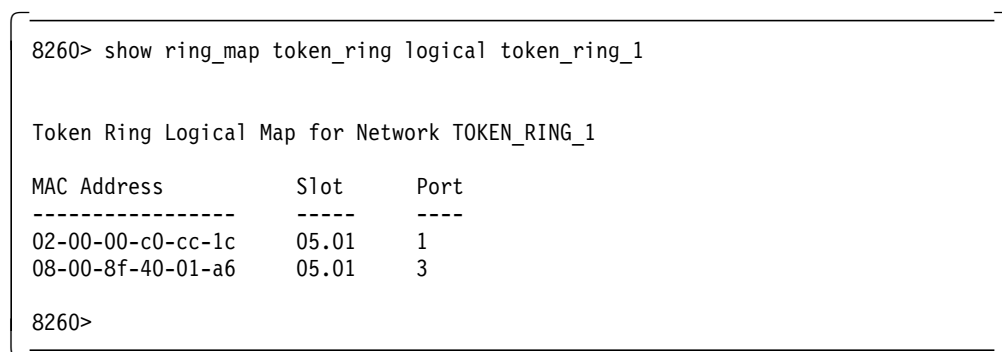 8260> show ring_map token_ring logical token_ring_1
Token Ring Logical Map for Network TOKEN_RING_1
MAC Address Slot Port
----------------- ----- ----
02-00-00-c0-cc-1c 05.01 1
08-00-8f-40-01-a6 05.01 3
8260>